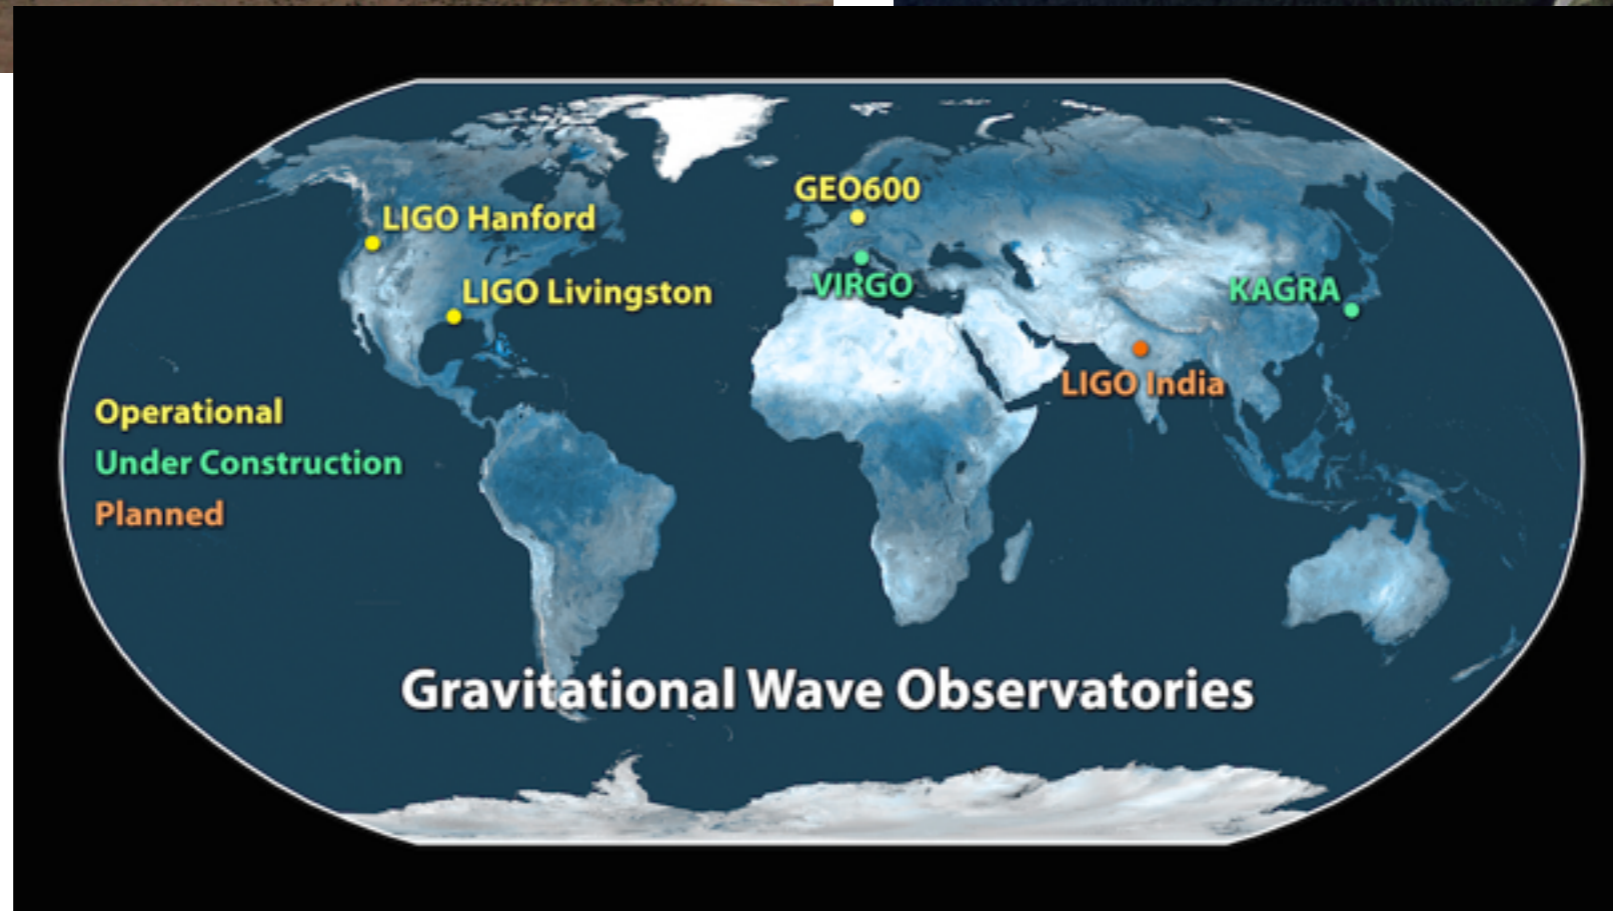 GEO600
LIGO Hanford
LIGO Livingston
VIRGO
KAGRA
LIGO India
Operational
Under Construction
Planned
Gravitational Wave Observatories